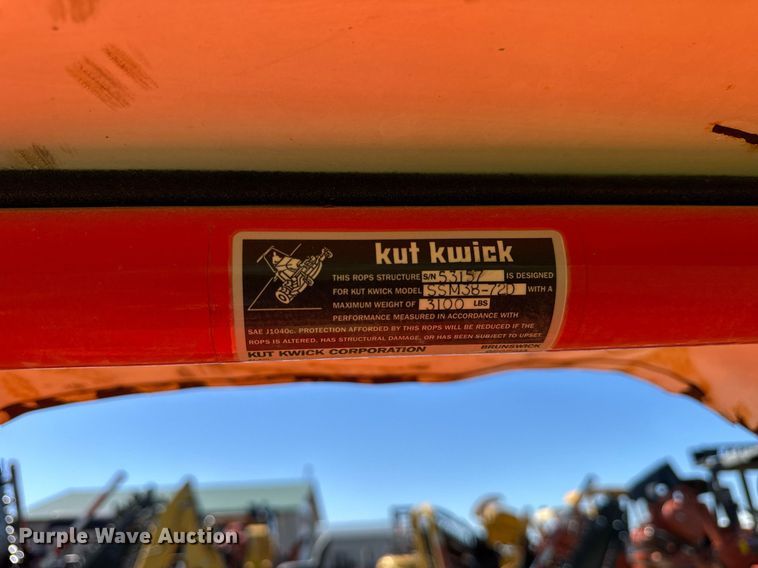 kut kwick
THIS ROPS STRUCTURE S/N 53157 IS DESIGNED
FOR KUT KWICK MODEL SSM38-72D WITH A
MAXIMUM WEIGHT OF 3100 LBS
PERFORMANCE MEASURED IN ACCORDANCE WITH
SAE J1040c. PROTECTION AFFORDED BY THIS ROPS WILL BE REDUCED IF THE
ROPS IS ALTERED, HAS STRUCTURAL DAMAGE, OR HAS BEEN SUBJECT TO UPSET.
KUT KWICK CORPORATION BRUNSWICK
Purple Wave Auction